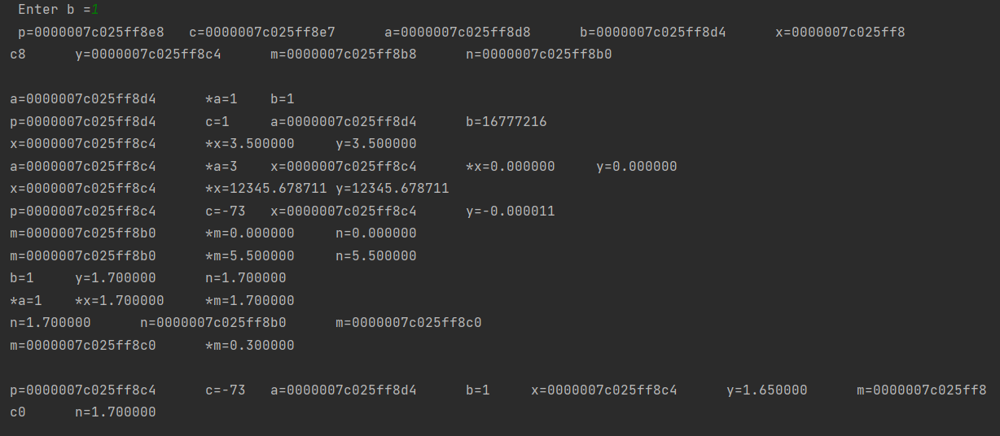 Enter b =1
p=0000007c025ff8e8 c=0000007c025ff8e7 a=0000007c025ff8d8 b=0000007c025ff8d4 x=0000007c025ff8
c8 y=0000007c025ff8c4 m=0000007c025ff8b8 n=0000007c025ff8b0
a=0000007c025ff8d4 *a=1 b=1
p=0000007c025ff8d4 c=1 a=0000007c025ff8d4 b=16777216
x=0000007c025ff8c4 *x=3.500000 y=3.500000
a=0000007c025ff8c4 *a=3 x=0000007c025ff8c4 *x=0.000000 y=0.000000
x=0000007c025ff8c4 *x=12345.678711 y=12345.678711
p=0000007c025ff8c4 c=-73 x=0000007c025ff8c4 y=-0.000011
m=0000007c025ff8b0 *m=0.000000 n=0.000000
m=0000007c025ff8b0 *m=5.500000 n=5.500000
b=1 y=1.700000 n=1.700000
*a=1 *x=1.700000 *m=1.700000
n=1.700000 n=0000007c025ff8b0 m=0000007c025ff8c0
m=0000007c025ff8c0 *m=0.300000
p=0000007c025ff8c4 c=-73 a=0000007c025ff8d4 b=1 x=0000007c025ff8c4 y=1.650000 m=0000007c025ff8
c0 n=1.700000